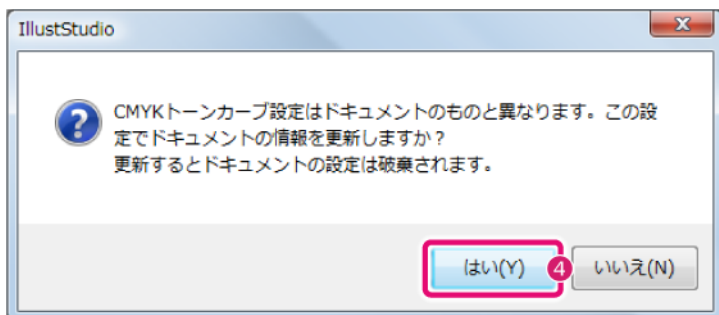 IllustStudio
CMYKトーンカーブ設定はドキュメントのものと異なります。この設
定でドキュメントの情報を更新しますか？
更新するとドキュメントの設定は破棄されます。
はい(Y) 4 いいえ(N)